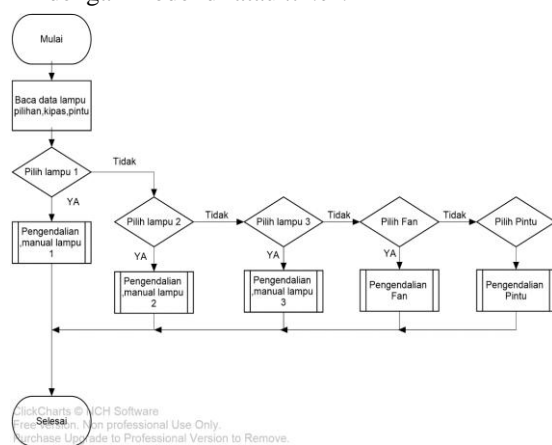 Mulai
Baca data lampu
pilihan,kipas,pintu
Pilih lampu 1
Tidak
YA
Pengendalian
,manual lampu
1
Pilih lampu 2
Tidak
YA
Pengendalian
,manual lampu
2
Pilih lampu 3
Tidak
YA
Pengendalian
,manual lampu
3
Pilih Fan
Tidak
YA
Pengendalian
Fan
Pilih Pintu
Pengendalian
Pintu
Selesai
ClickCharts © NCH Software
Free version. Non professional Use Only.
Purchase Upgrade to Professional Version to Remove.